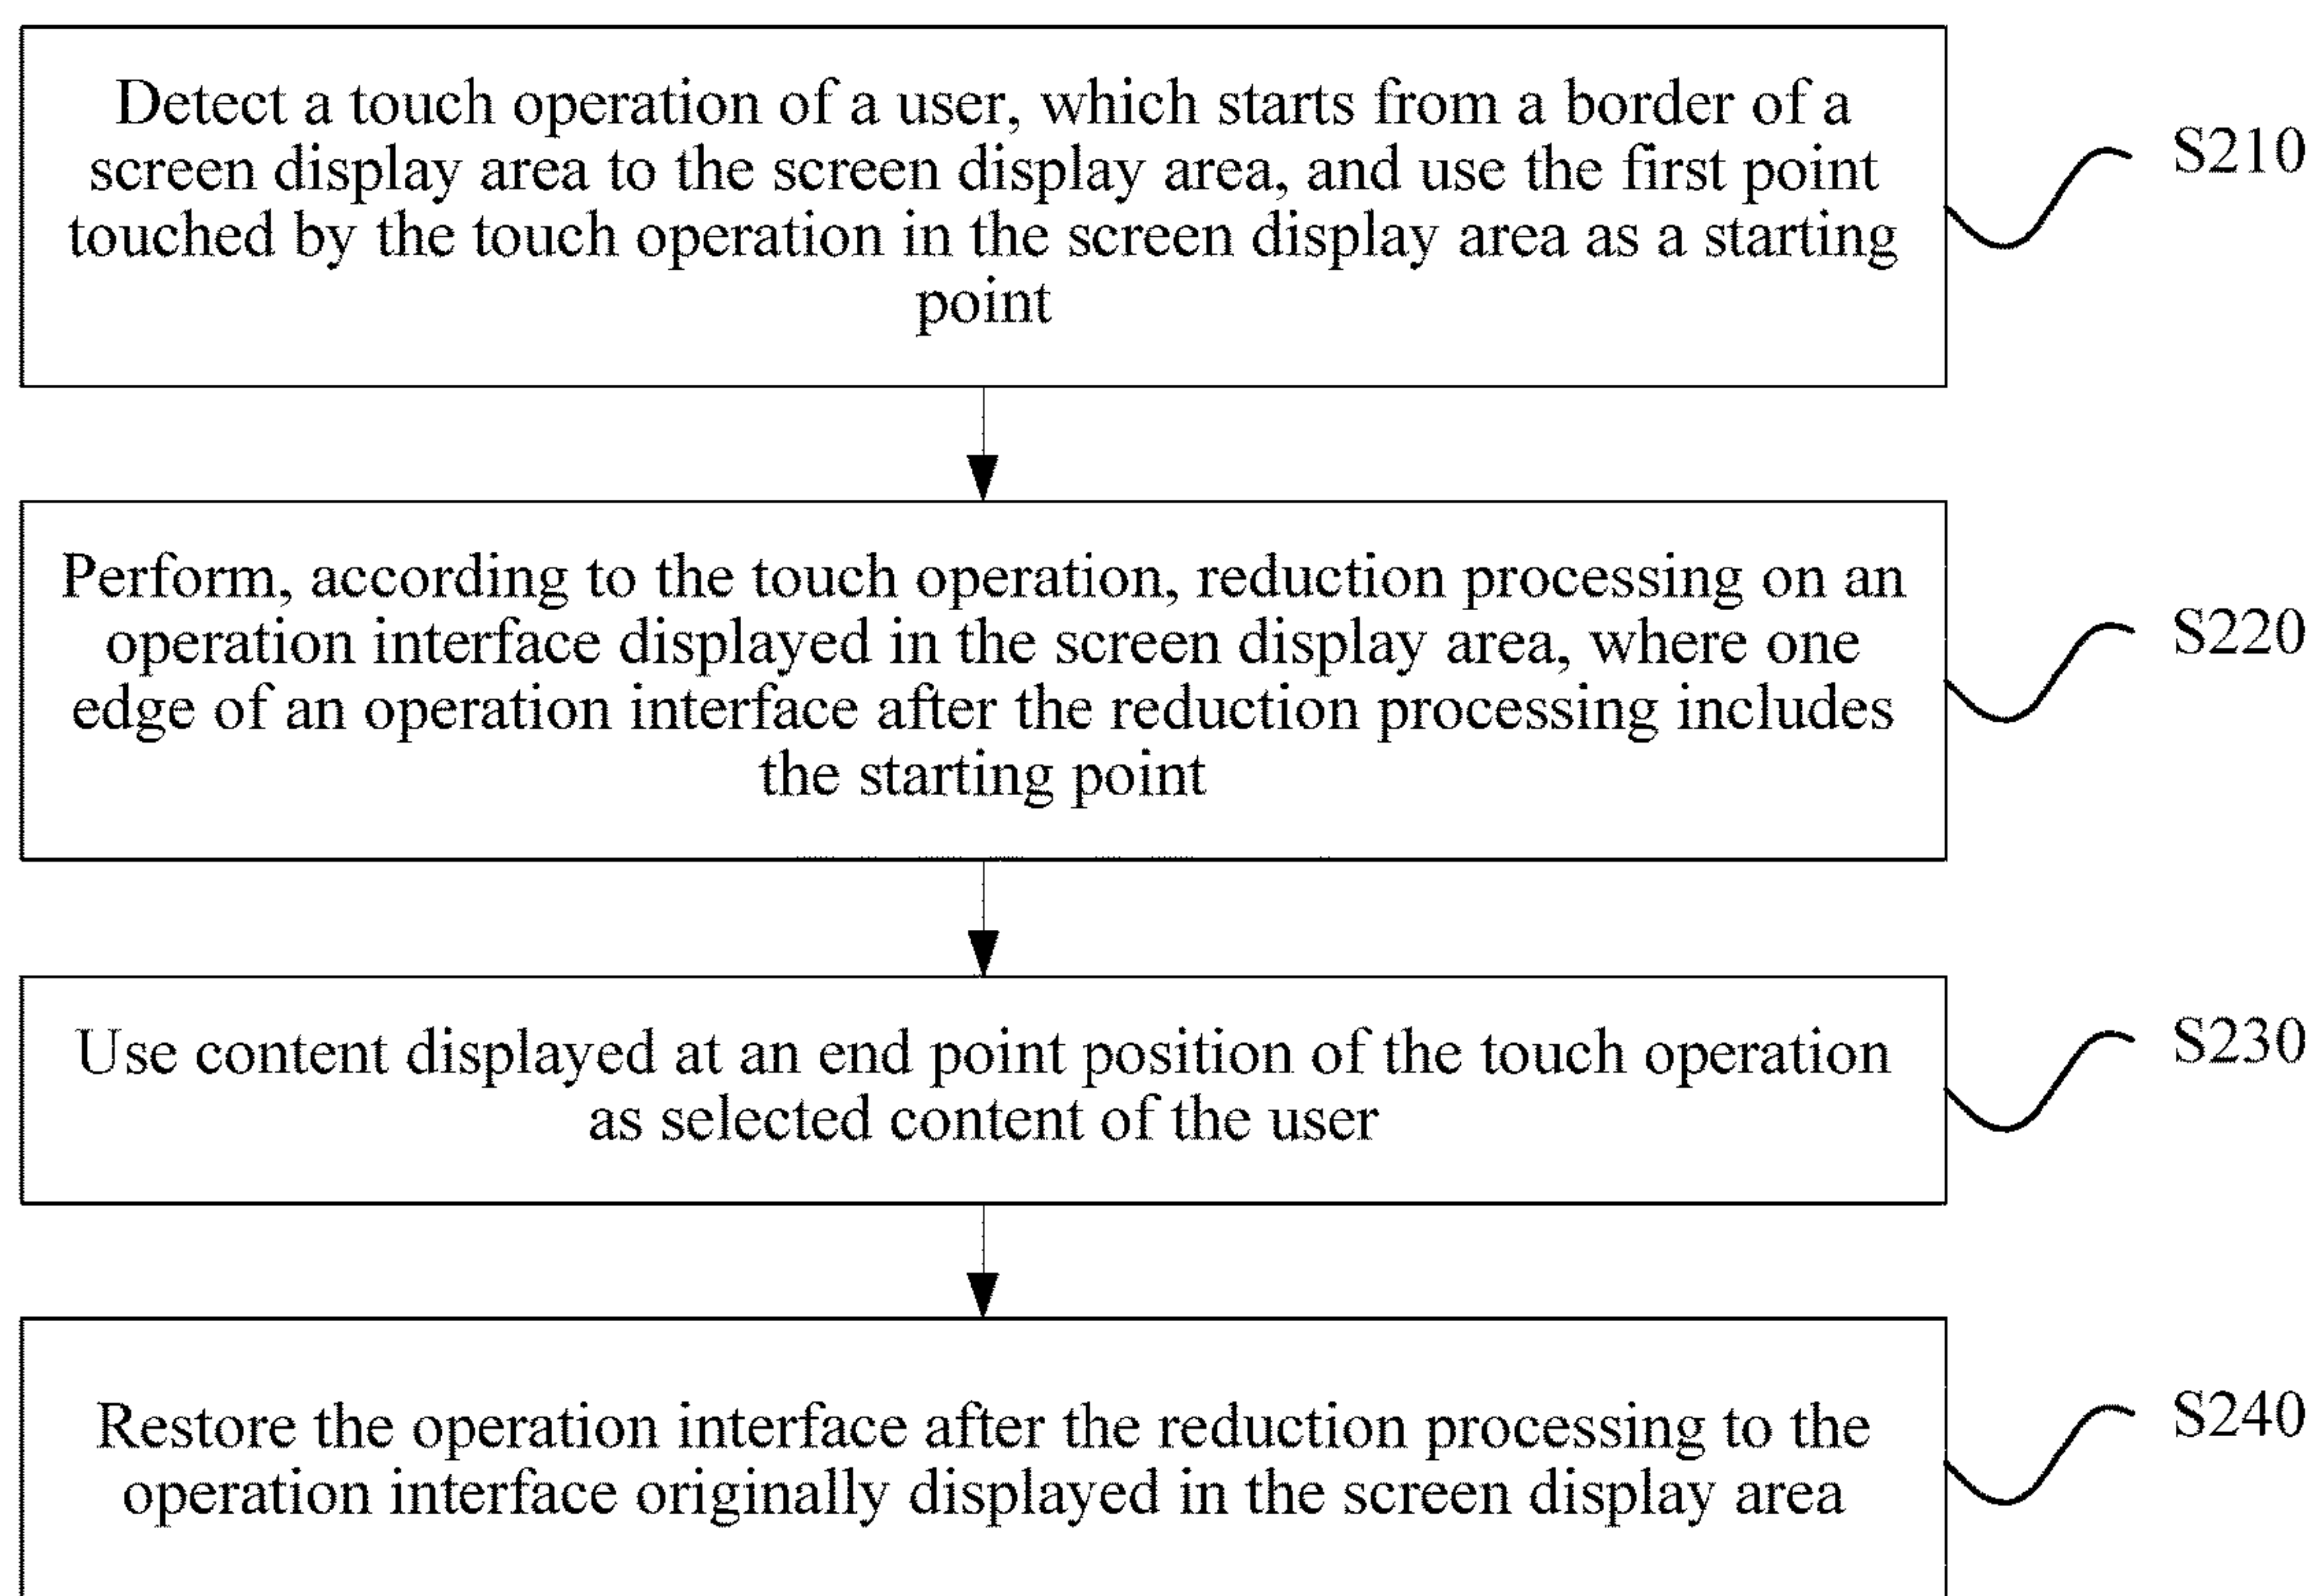 Detect a touch operation of a user, which starts from a border of a
screen display area to the screen display area, and use the first point
touched by the touch operation in the screen display area as a starting
point
S210
Perform, according to the touch operation, reduction processing on an
operation interface displayed in the screen display area, where one
edge of an operation interface after the reduction processing includes
the starting point
S220
Use content displayed at an end point position of the touch operation
as selected content of the user
S230
Restore the operation interface after the reduction processing to the
operation interface originally displayed in the screen display area
S240